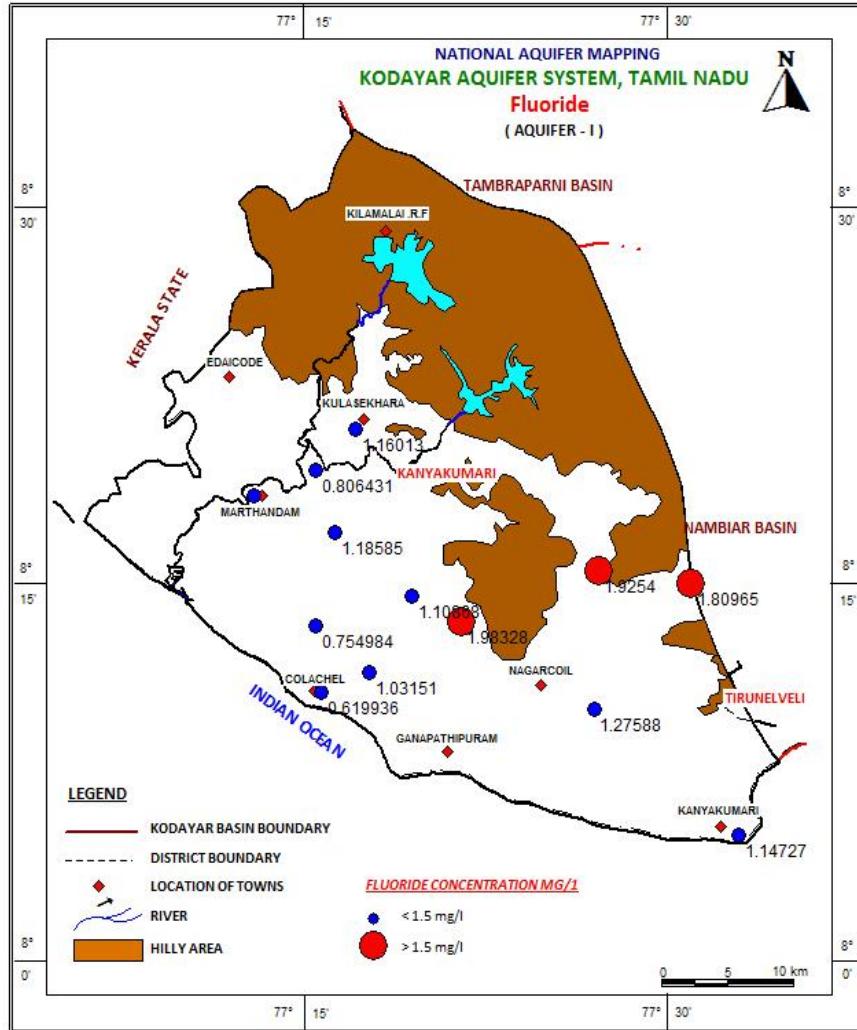 77°
15'
77°
30'
NATIONAL AQUIFER MAPPING
KODAYAR AQUIFER SYSTEM, TAMIL NADU
Fluoride
( AQUIFER - I )
N
8°
30'
8°
30'
TAMBRAPARNI BASIN
KILAMALAI .R.F
KERALA STATE
EDAICODE
KULASEKHARA
1.16013
KANYAKUMARI
0.806431
MARTHANDAM
NAMBIAR BASIN
1.18585
8°
15'
8°
15'
1.9254
1.80965
1.10868
1.98328
0.754984
NAGARCOIL
1.03151
COLACHEL
0.619936
TIRUNELVELI
INDIAN OCEAN
1.27588
GANAPATHIPURAM
LEGEND
KANYAKUMARI
KODAYAR BASIN BOUNDARY
1.14727
DISTRICT BOUNDARY
LOCATION OF TOWNS
FLUORIDE CONCENTRATION MG/1
RIVER
< 1.5 mg/l
HILLY AREA
> 1.5 mg/l
8°
0'
8°
0'
0 5 10 km
77°
15'
77°
30'